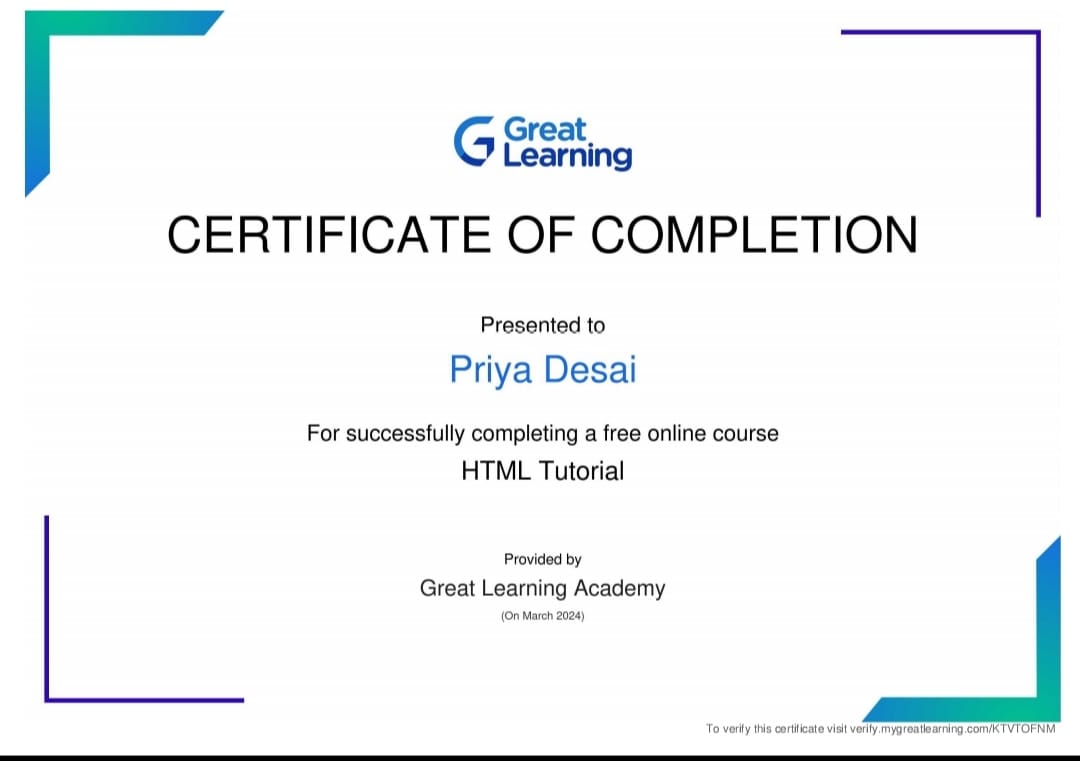 Great
Learning
CERTIFICATE OF COMPLETION
Presented to
Priya Desai
For successfully completing a free online course
HTML Tutorial
Provided by
Great Learning Academy
(On March 2024)
To verify this certificate visit verify.mygreatlearning.com/KTVTOFNM